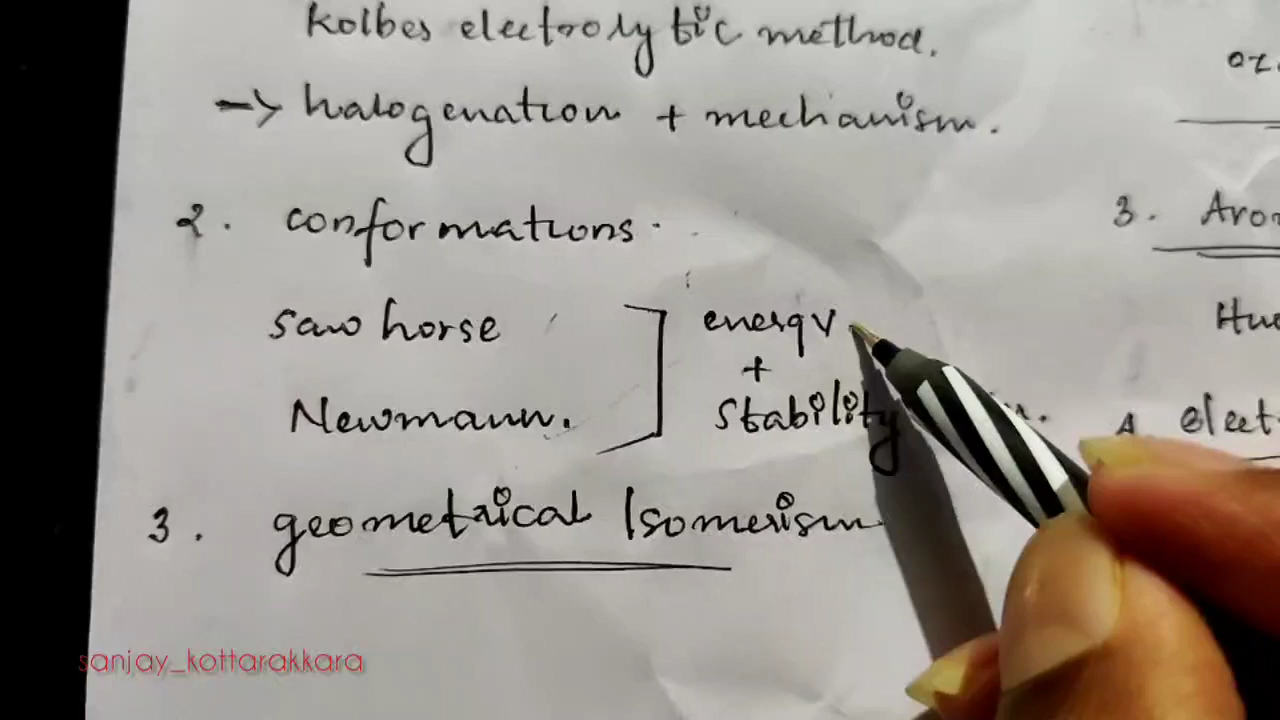 Kolbes electrolytic method.
-> halogenation + mechanism.
2. conformations.
saw horse
Newmann.
energy
+
stability
3. geometrical Isomerism
3. Aro
4 elect
sanjay_kottarakkara